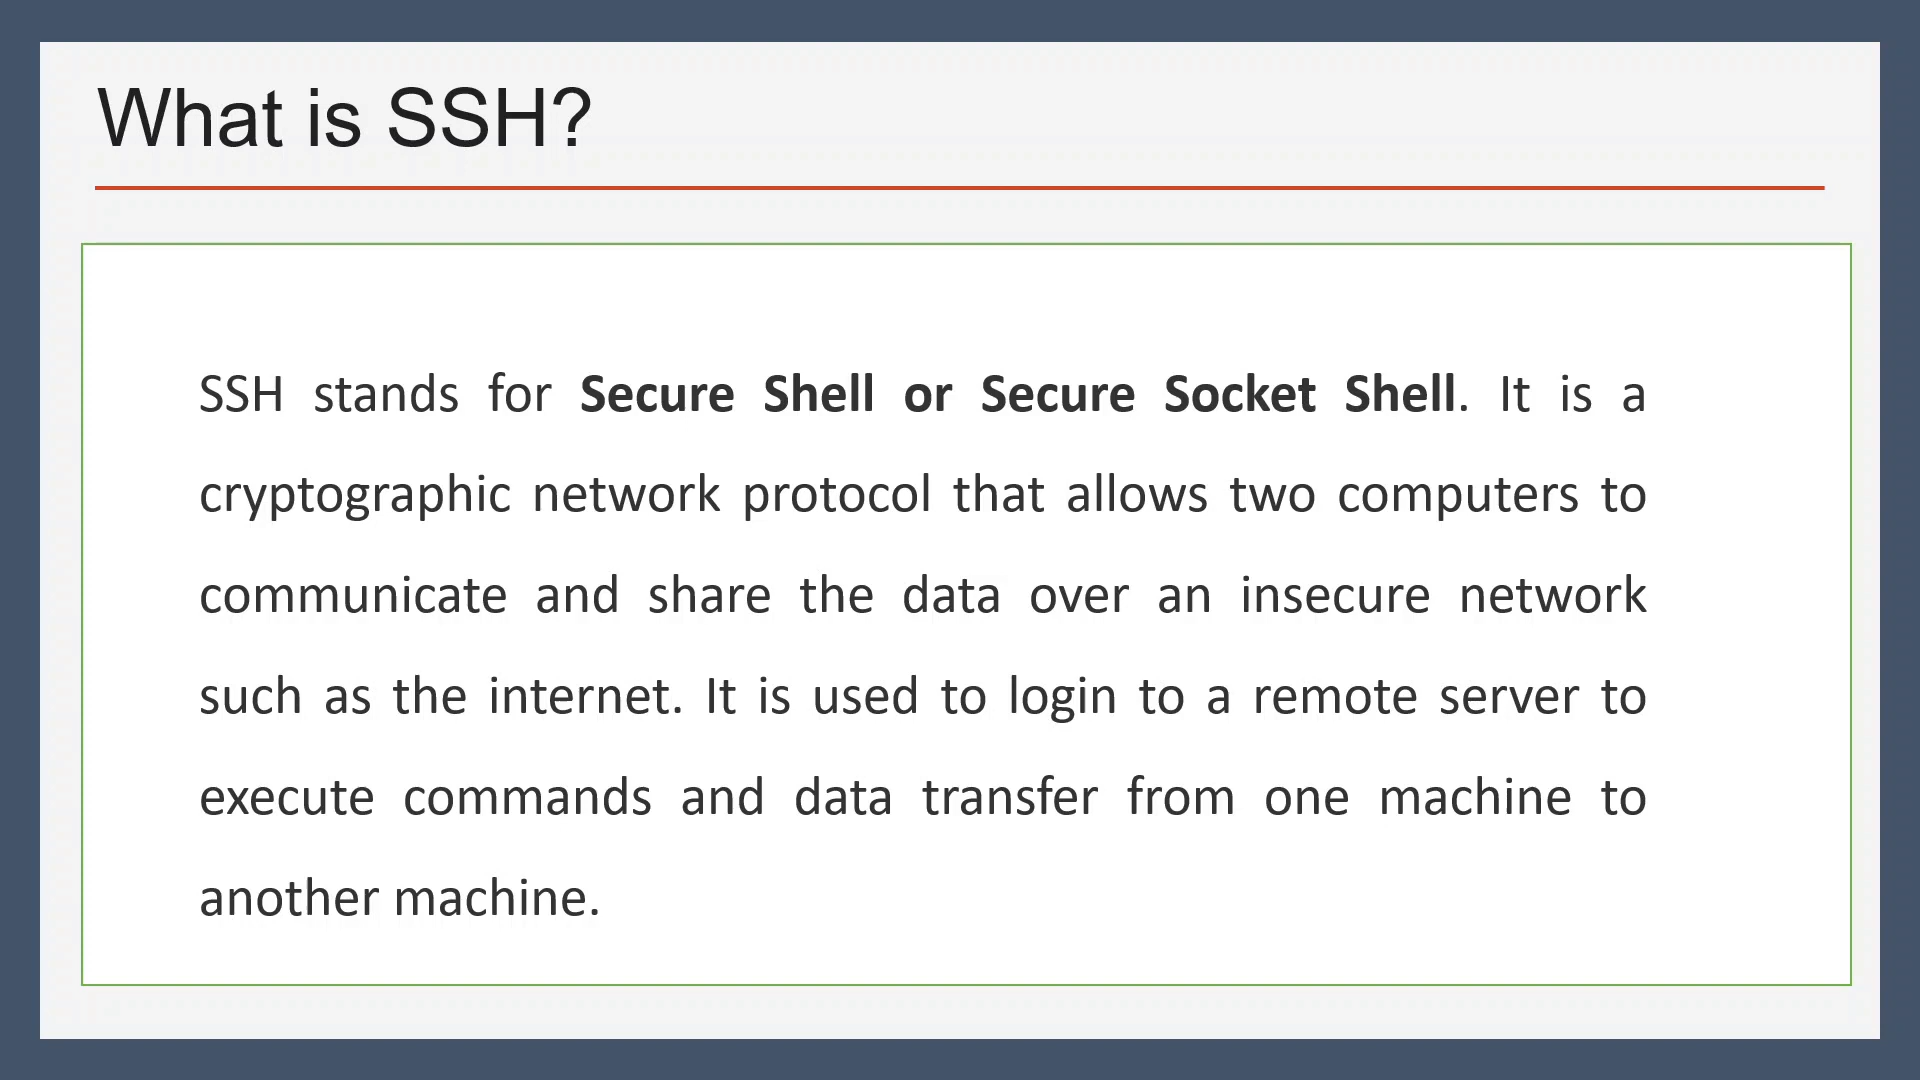 What is SSH?
SSH stands for Secure Shell or Secure Socket Shell. It is a
cryptographic network protocol that allows two computers to
communicate and share the data over an insecure network
such as the internet. It is used to login to a remote server to
execute commands and data transfer from one machine to
another machine.